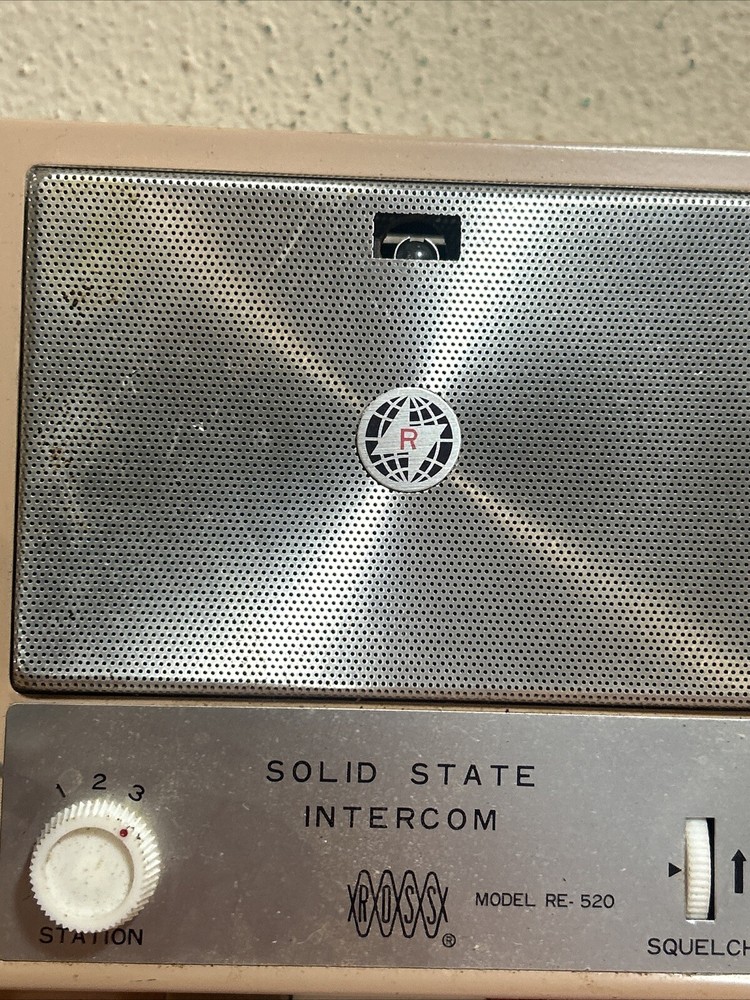 R
SOLID STATE
INTERCOM
1 2 3
ROSS® MODEL RE-520
STATION
SQUELCH